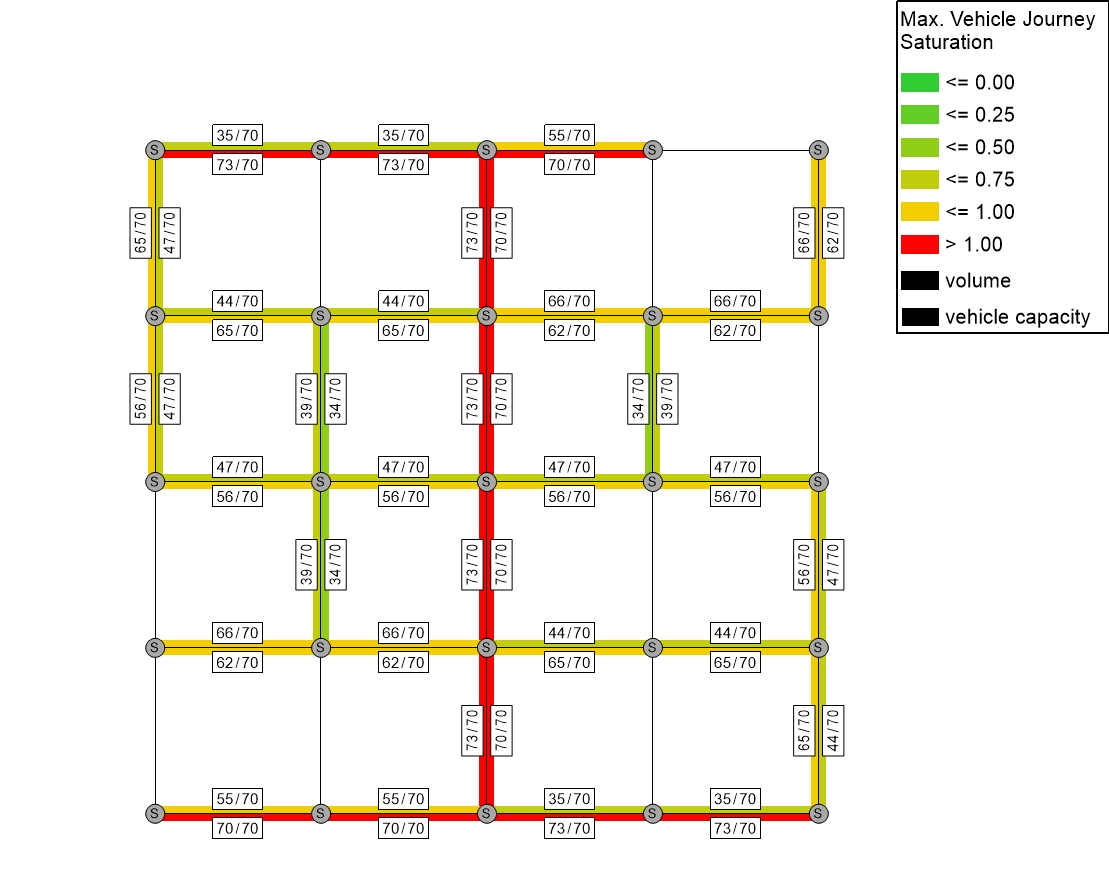 Max. Vehicle Journey
Saturation
<= 0.00
<= 0.25
<= 0.50
<= 0.75
<= 1.00
> 1.00
volume
vehicle capacity
35/70 35/70 55/70
S S S S S
73/70 73/70 70/70
65/70 47/70 73/70 70/70 66/70 62/70
44/70 44/70 66/70 66/70
S S S S S
65/70 65/70 62/70 62/70
56/70 47/70 39/70 34/70 73/70 70/70 34/70 39/70
47/70 47/70 47/70 47/70
S S S S S
56/70 56/70 56/70 56/70
39/70 34/70 73/70 70/70 56/70 47/70
66/70 66/70 44/70 44/70
S S S S S
62/70 62/70 65/70 65/70
73/70 70/70 65/70 44/70
55/70 55/70 35/70 35/70
S S S S S
70/70 70/70 73/70 73/70